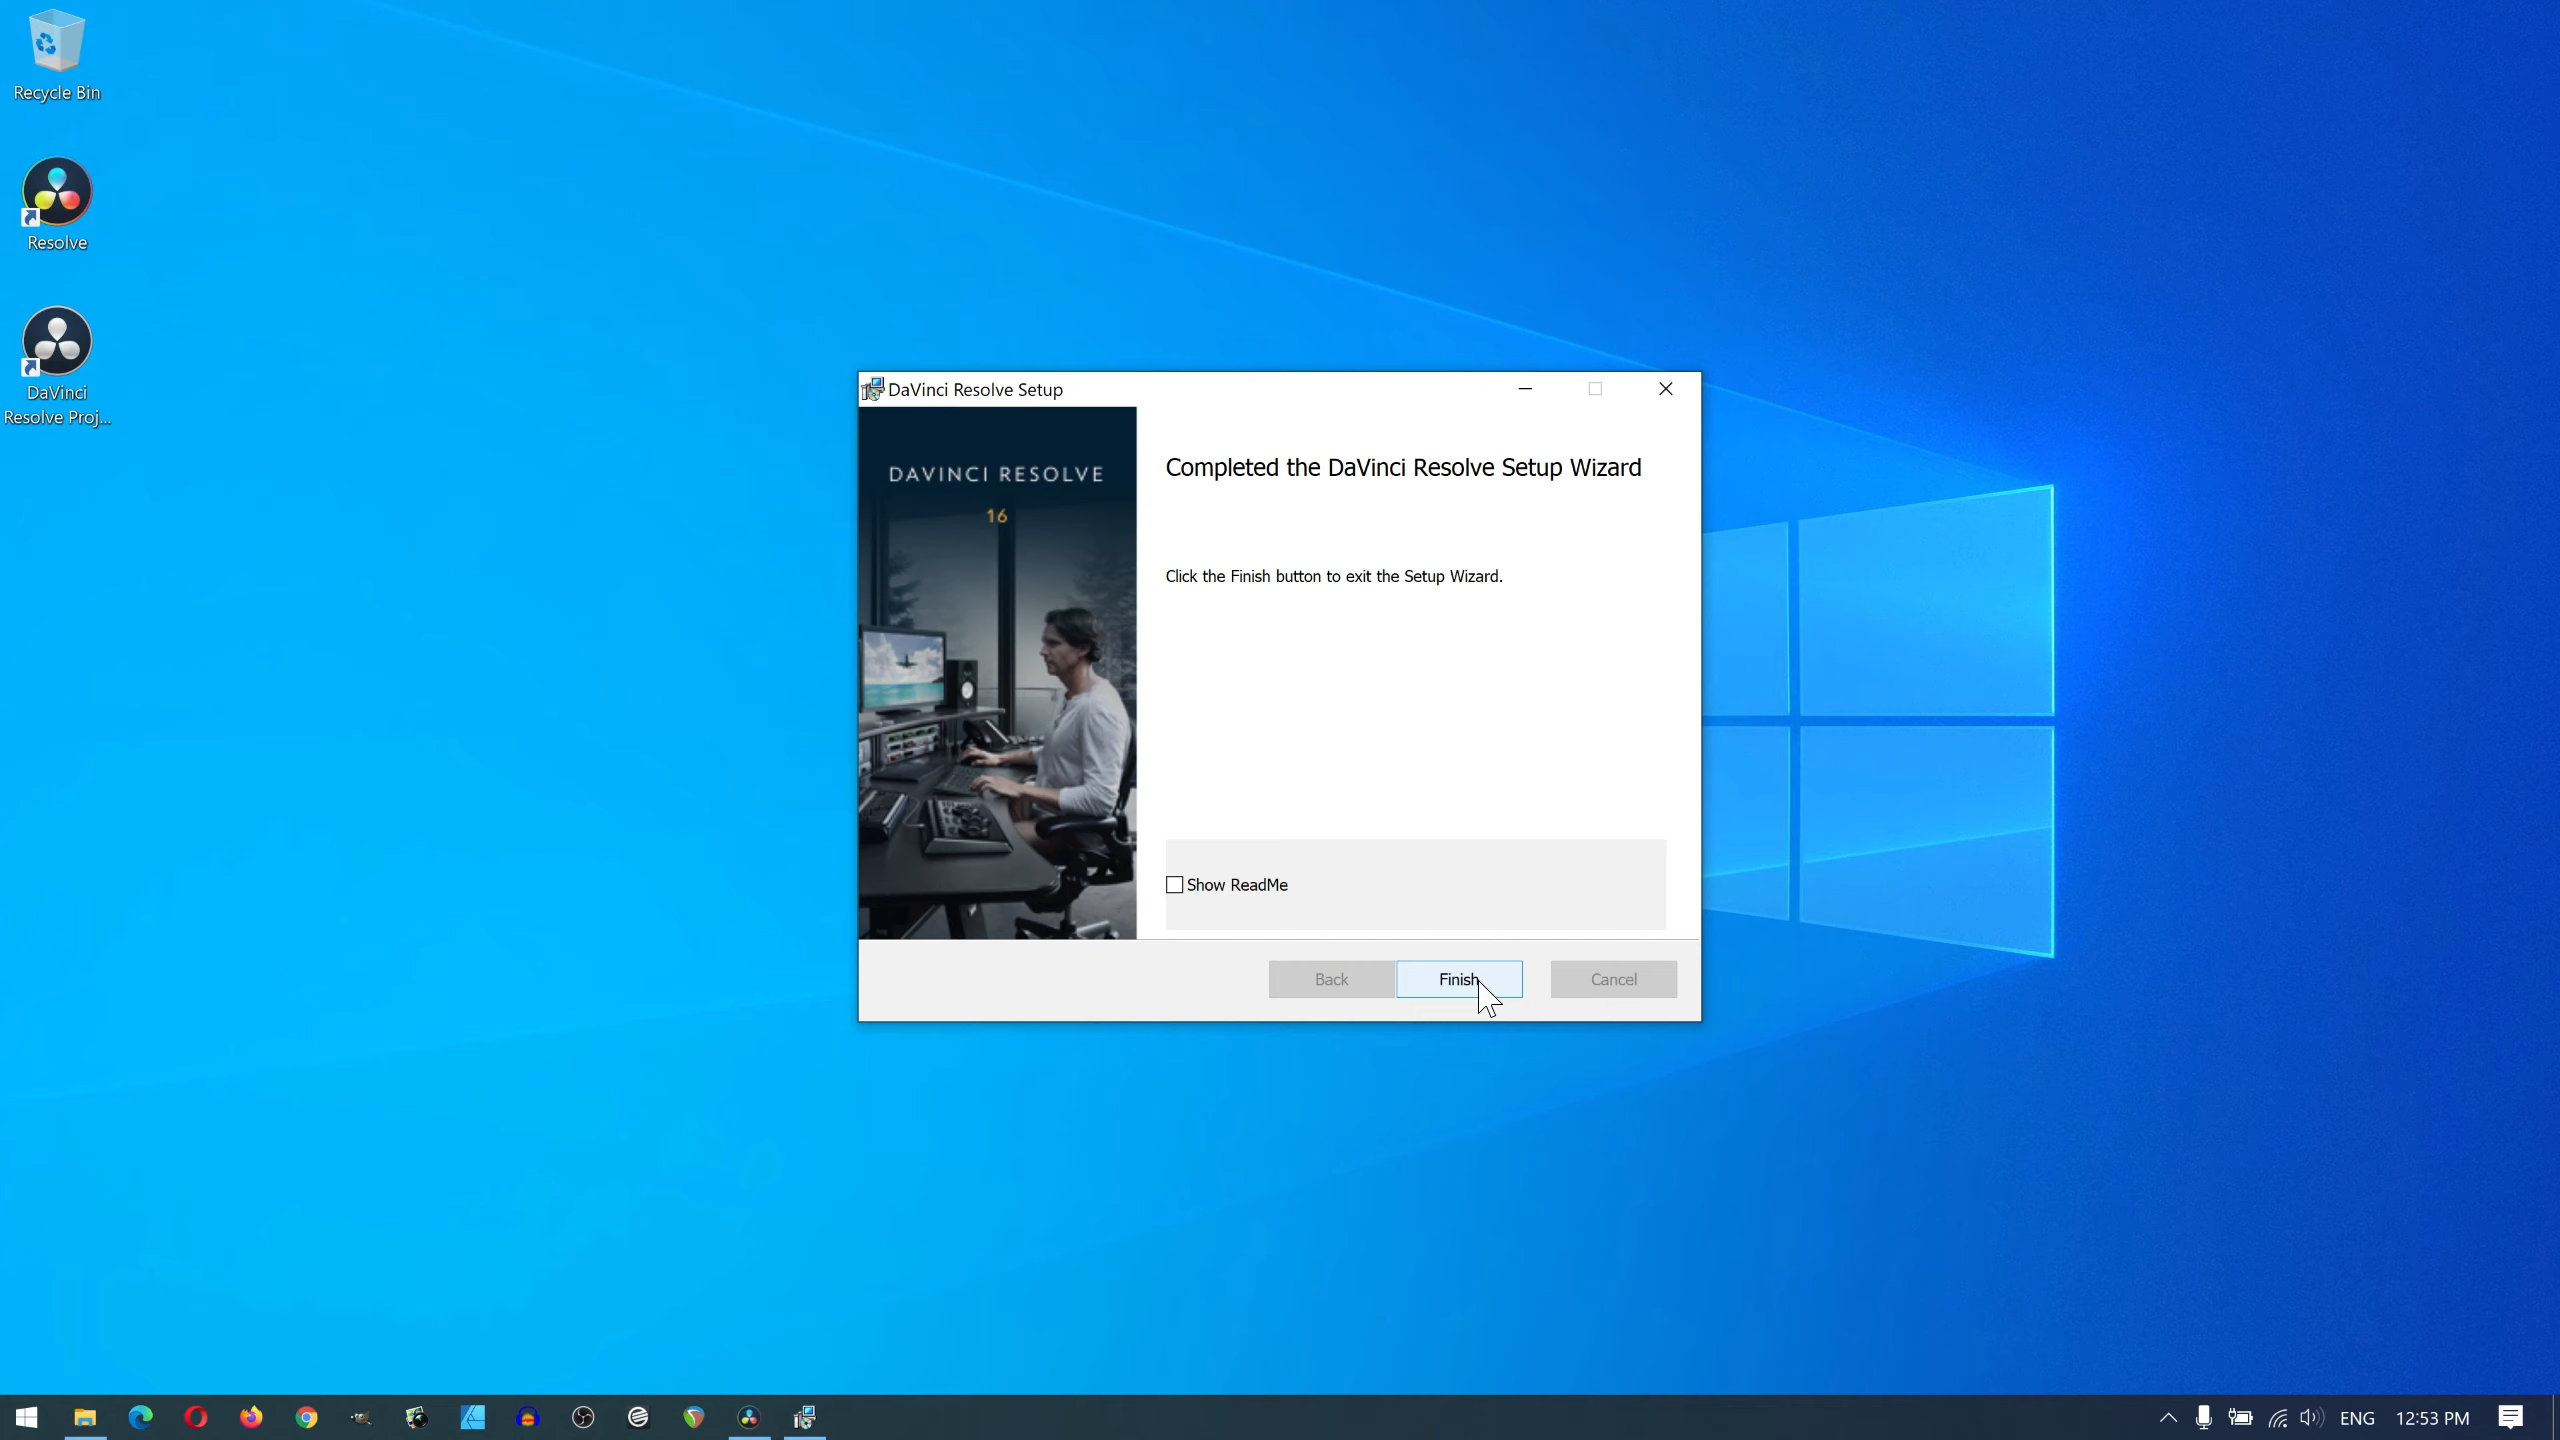 Recycle Bin
Resolve
DaVinci
Resolve Proj...
DaVinci Resolve Setup
DAVINCI RESOLVE
16
Completed the DaVinci Resolve Setup Wizard
Click the Finish button to exit the Setup Wizard.
Show ReadMe
Back
Finish
Cancel
ENG
12:53 PM